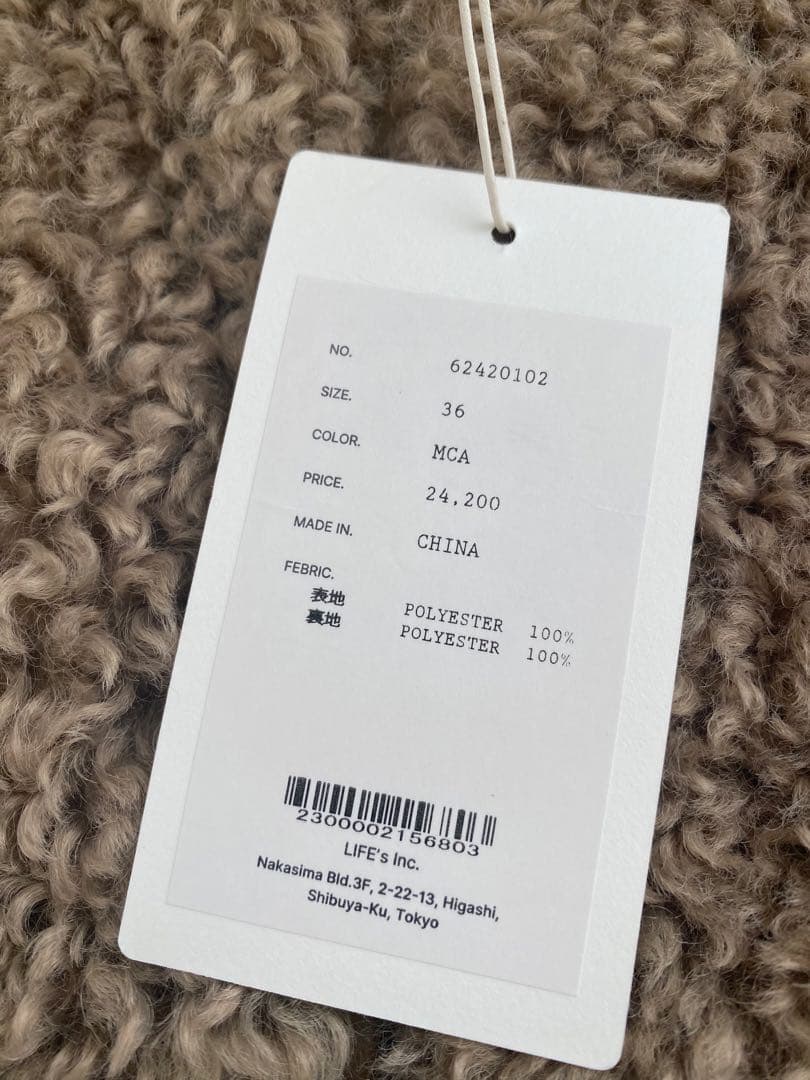 NO. 62420102
SIZE. 36
COLOR. MCA
PRICE. 24,200
MADE IN. CHINA
FEBRIC.
表地 POLYESTER 100%
裏地 POLYESTER 100%
2300002156803
LIFE's Inc.
Nakasima Bld.3F, 2-22-13, Higashi,
Shibuya-Ku, Tokyo